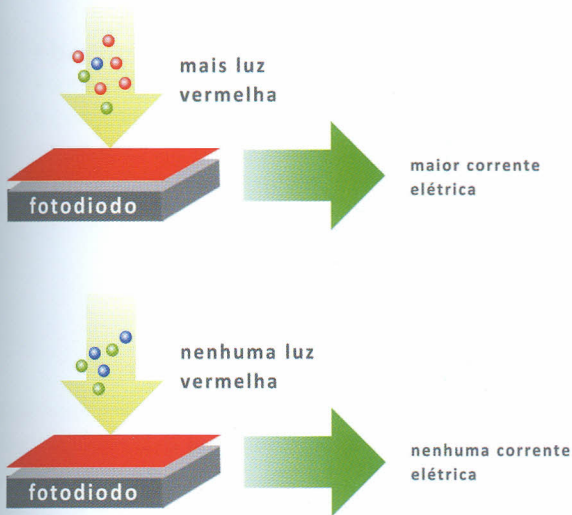 mais luz
vermelha
maior corrente
elétrica
fotodiodo
nenhuma luz
vermelha
nenhuma corrente
elétrica
fotodiodo